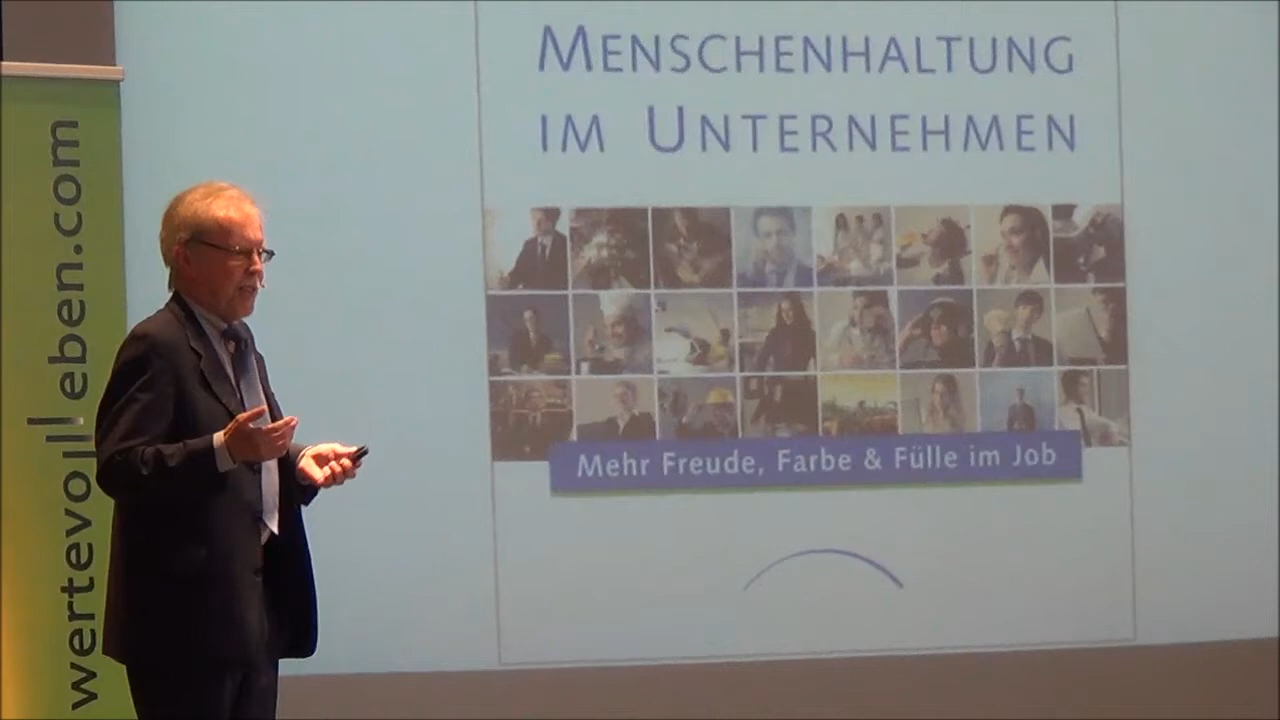 MENSCHENHALTUNG
IM UNTERNEHMEN
Mehr Freude, Farbe & Fülle im Job
wertevollleben.com